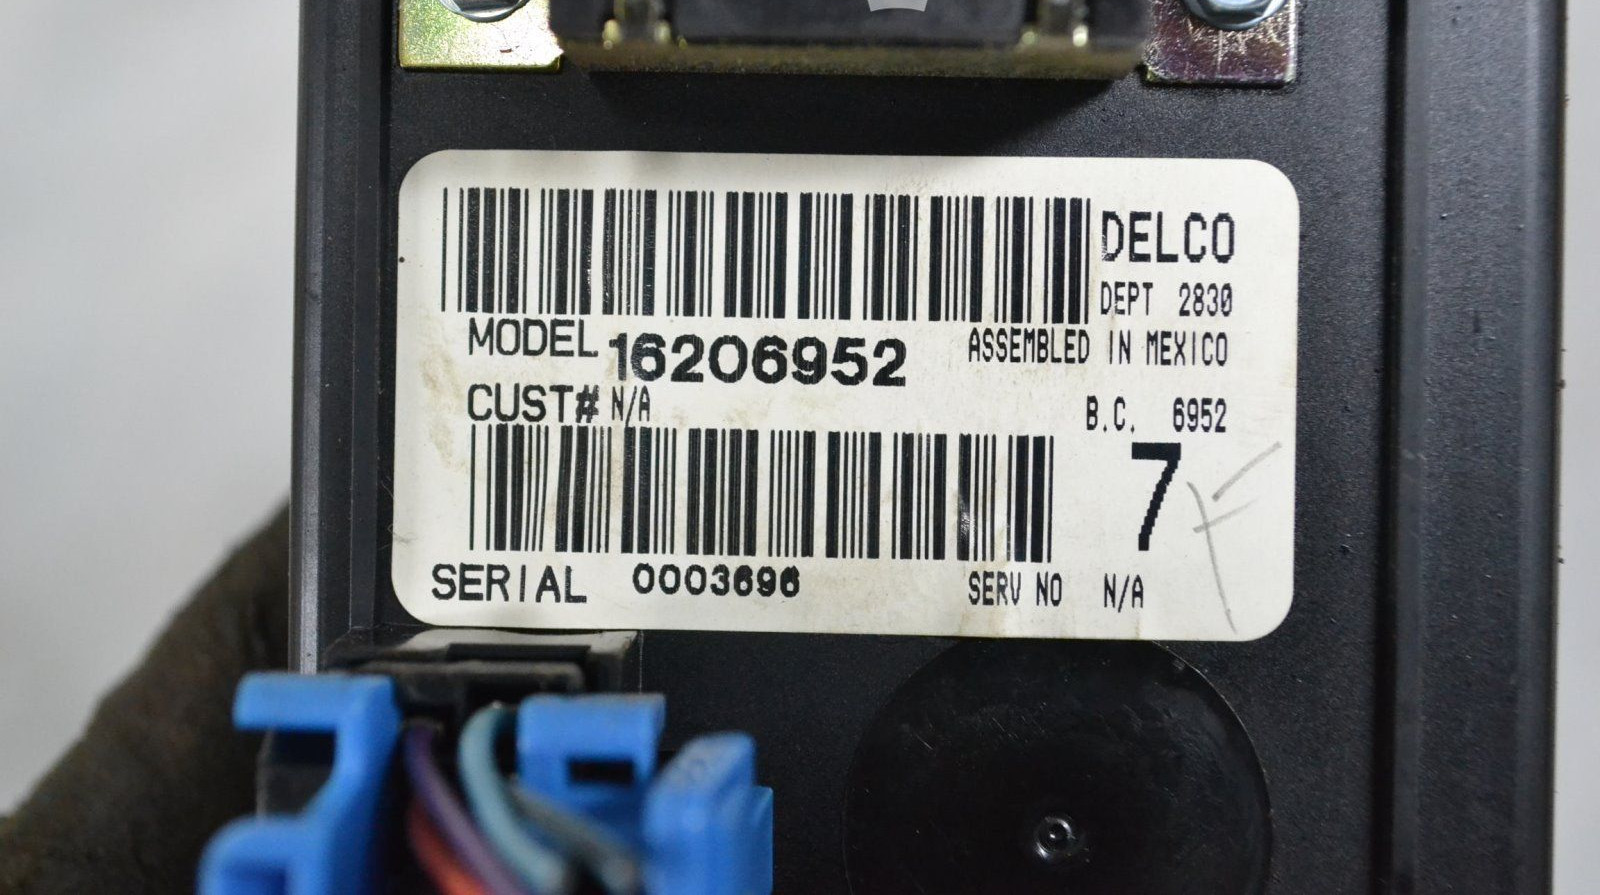 DELCO
DEPT 2830
MODEL 16206952 ASSEMBLED IN MEXICO
CUST# N/A B.C. 6952
7
SERIAL 0003696 SERV NO N/A